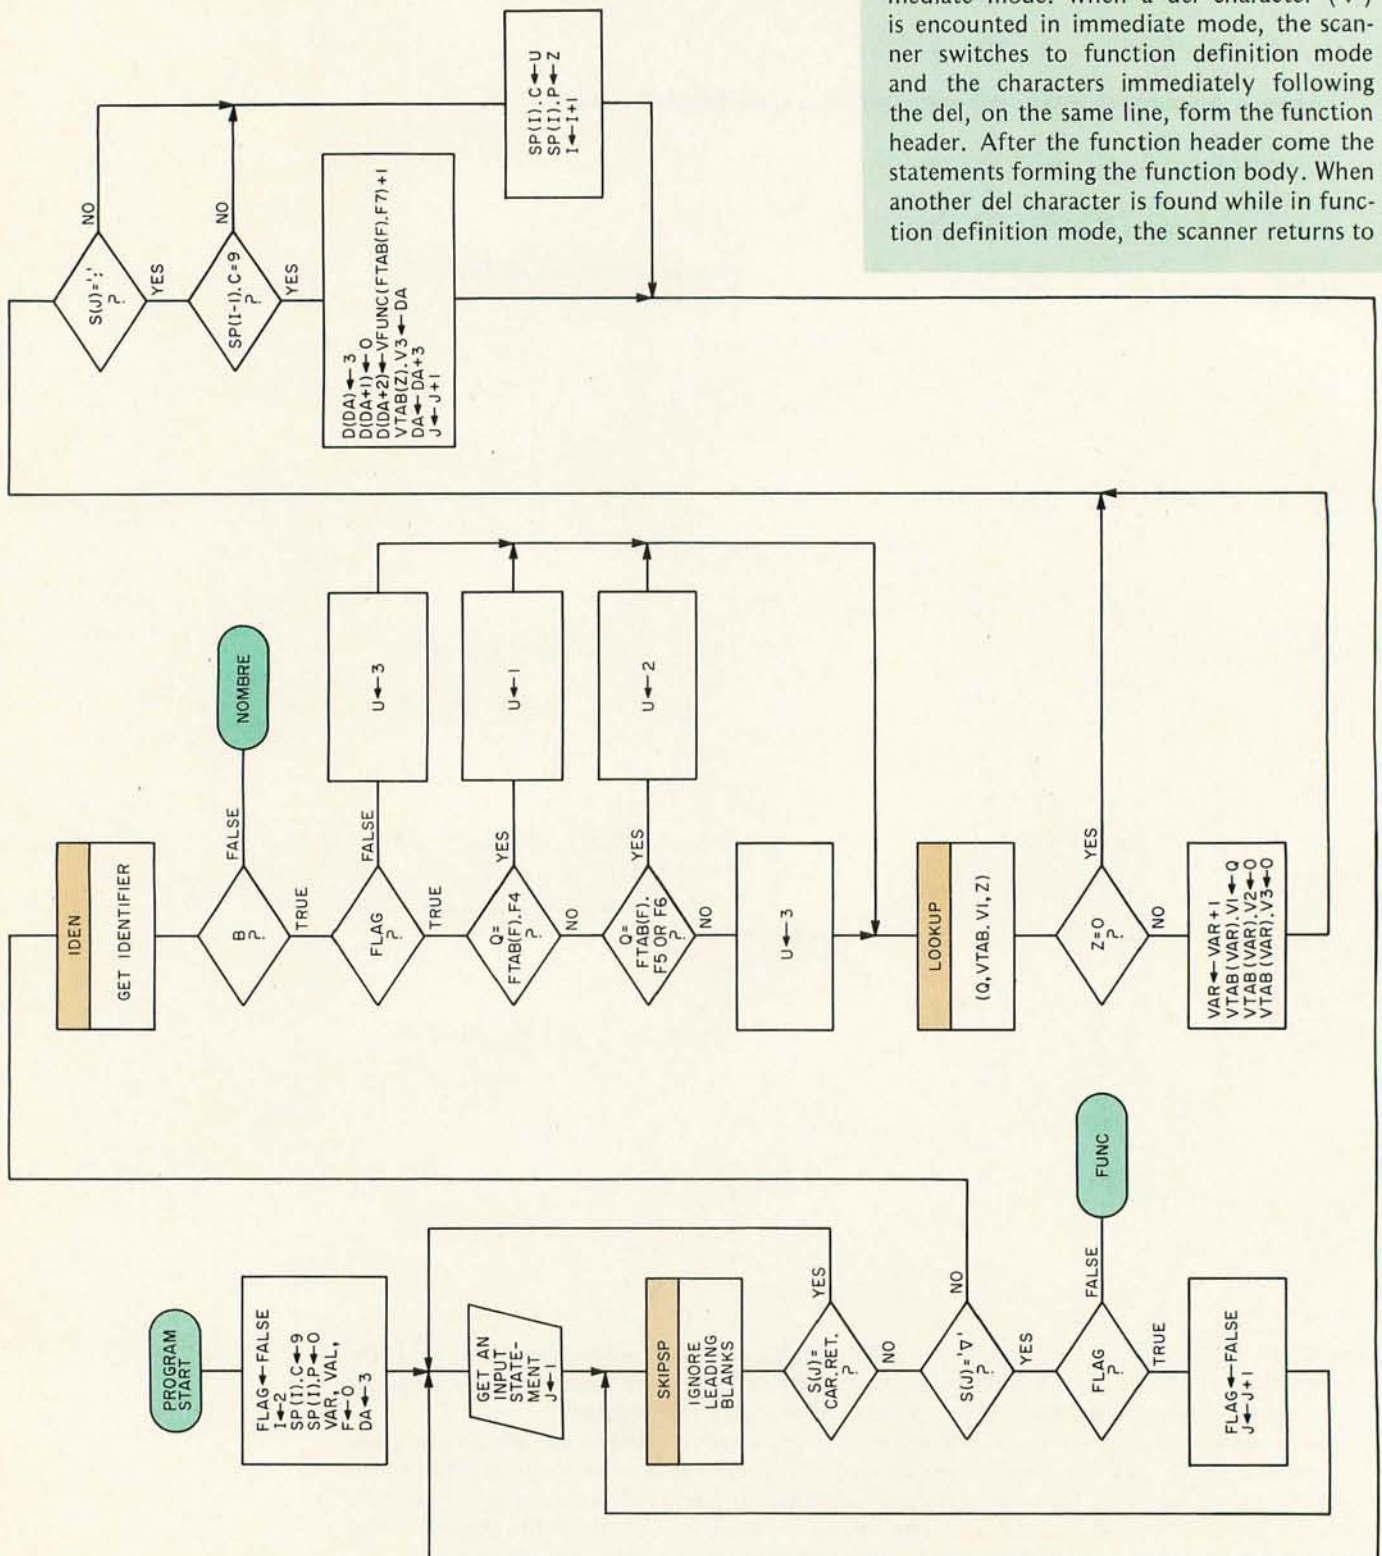 is encounted in immediate mode, the scan-
ner switches to function definition mode
and the characters immediately following
the del, on the same line, form the function
header. After the function header come the
statements forming the function body. When
another del character is found while in func-
tion definition mode, the scanner returns to
PROGRAM
START
FLAG←FALSE
I←2
SP(I).C←9
SP(I).P←0
VAR, VAL,
F←0
DA←3
GET AN
INPUT
STATE-
MENT
J←1
SKIPSP
IGNORE
LEADING
BLANKS
S(J)=
CAR.RET.
?
YES
NO
S(J)='∇'
?
NO
YES
FLAG
?
FALSE
FUNC
TRUE
FLAG←FALSE
J←J+1
IDEN
GET IDENTIFIER
B
?
FALSE
NOMBRE
TRUE
FLAG
?
FALSE
U←3
TRUE
Q=
FTAB(F).F4
?
YES
U←1
NO
Q=
FTAB(F).
F5 OR F6
?
YES
U←2
NO
U←3
LOOKUP
(Q,VTAB.V1,Z)
Z=0
?
YES
NO
VAR←VAR+1
VTAB(VAR).V1←Q
VTAB(VAR).V2←0
VTAB(VAR).V3←0
S(J)=':'
?
NO
YES
SP(I-1).C=9
?
NO
YES
D(DA)←3
D(DA+1)←0
D(DA+2)←VFUNC(FTAB(F).F7)+1
VTAB(Z).V3←DA
DA←DA+3
J←J+1
SP(I).C←U
SP(I).P←Z
I←I+1